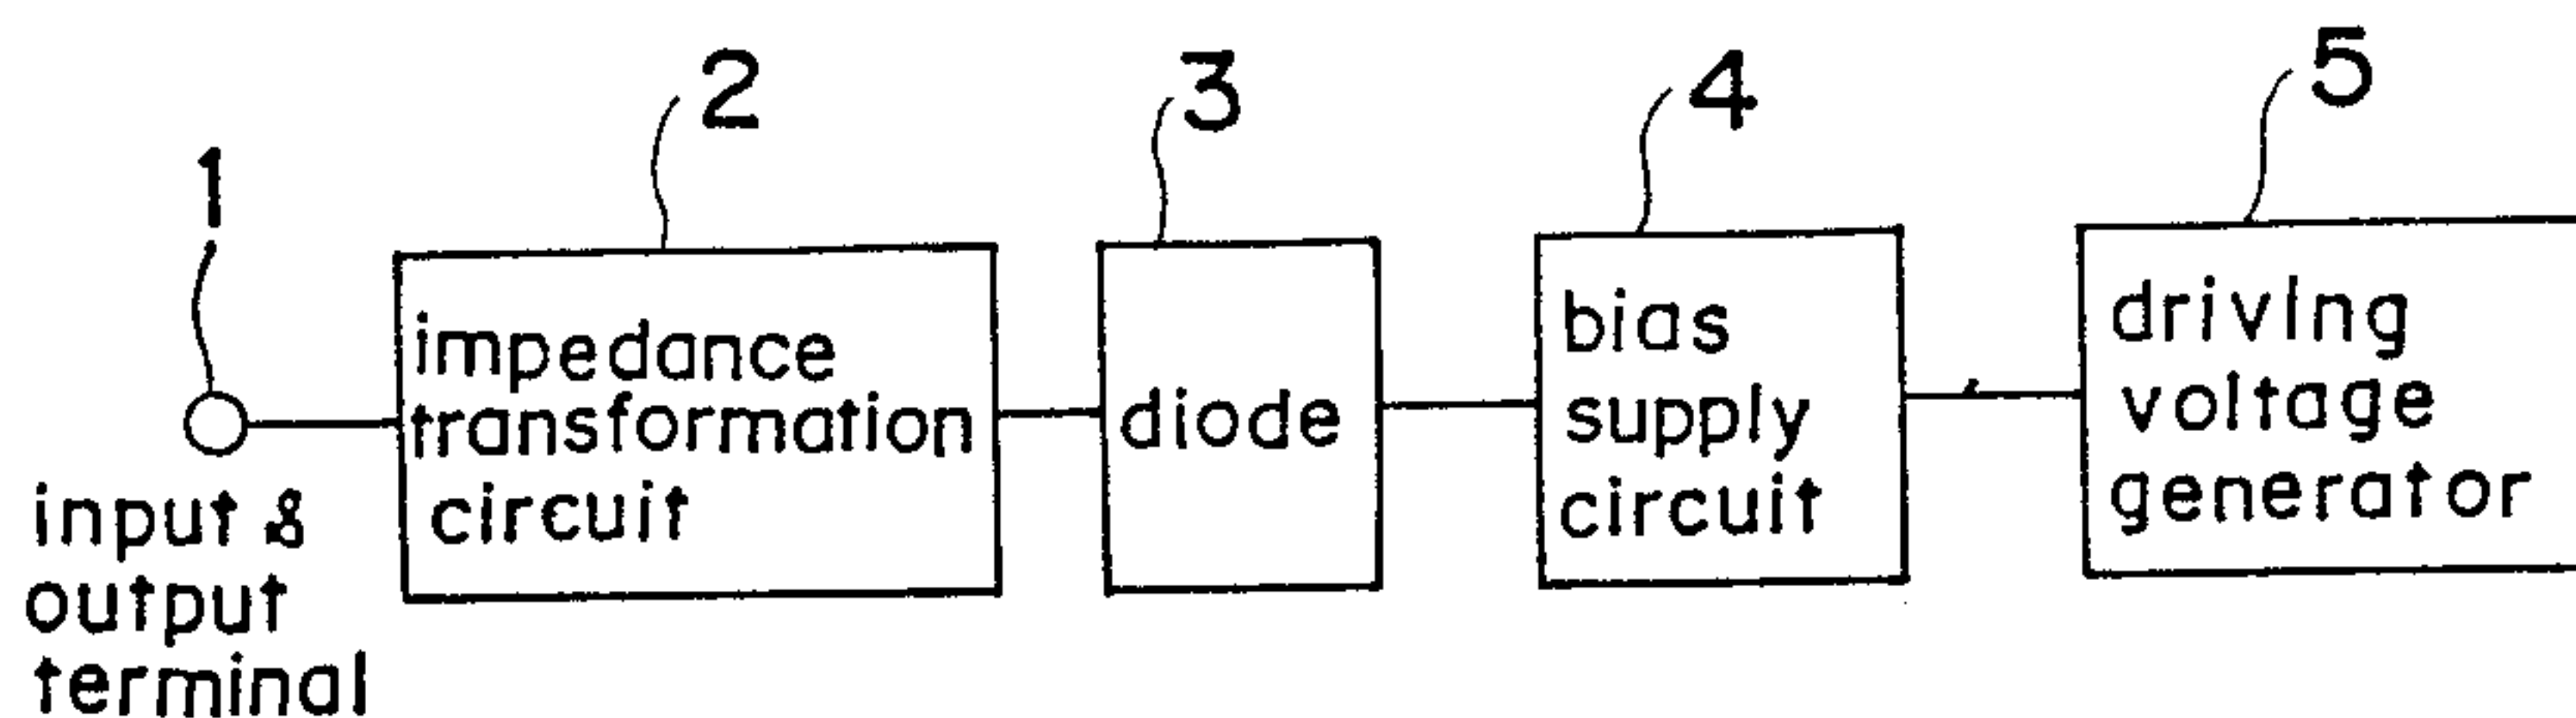 1
2
3
4
5
input &
output
terminal
impedance
transformation
circuit
diode
bias
supply
circuit
driving
voltage
generator